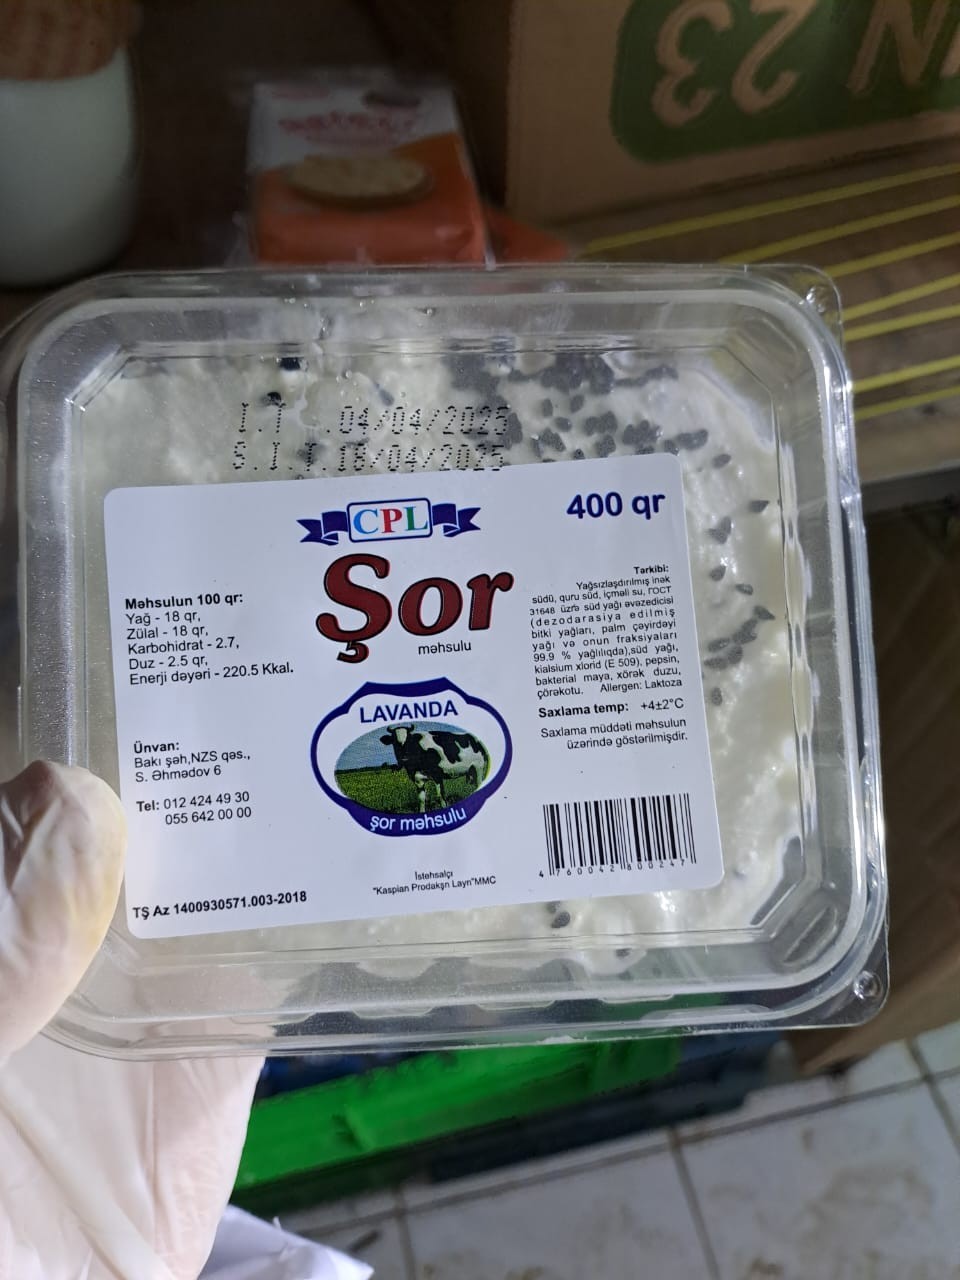 I.T .04/04/2025
S.I.T.18/04/2025
CPL
400 qr
Şor
məhsulu
Məhsulun 100 qr:
Yağ - 18 qr,
Zülal - 18 qr,
Karbohidrat - 2.7,
Duz - 2.5 qr,
Enerji dəyəri - 220.5 Kkal.
Ünvan:
Bakı şəh,NZS qəs.,
S. Əhmədov 6
Tel: 012 424 49 30
055 642 00 00
TŞ Az 1400930571.003-2018
LAVANDA
şor məhsulu
İstehsalçı
"Kaspian Prodakşn Layn"MMC
Tərkibi:
Yağsızlaşdırılmış inək
südü, quru süd, içməli su, ГОСТ
31648 üzrə süd yağı əvəzedicisi
(dezodarasiya edilmiş
bitki yağları, palm çəyirdəyi
yağı və onun fraksiyaları
99.9 % yağlılıqda),süd yağı,
kialsium xlorid (E 509), pepsin,
bakterial maya, xörək duzu,
çörəkotu. Allergen: Laktoza
Saxlama temp: +4±2°C
Saxlama müddəti məhsulun
üzərində göstərilmişdir.
4 760042 800247
23